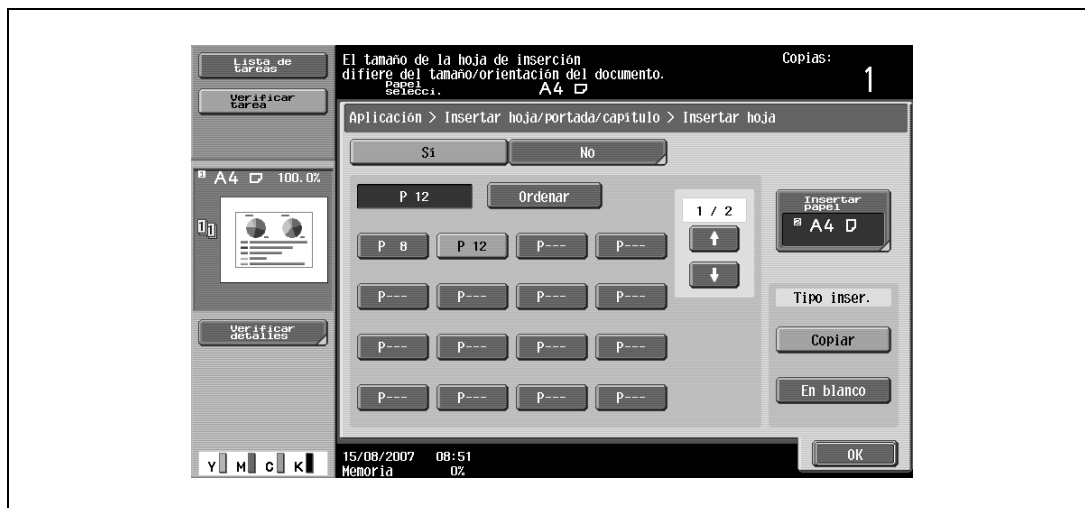 Lista de
tareas
Verificar
tarea
El tamaño de la hoja de inserción
difiere del tamaño/orientación del documento.
Papel
selecci.
A4
Copias:
1
Aplicación > Insertar hoja/portada/capítulo > Insertar hoja
Sí
No
1 A4 100.0%
P 12
Ordenar
1 / 2
Insertar
papel
2 A4
P 8
P 12
P---
P---
P---
P---
P---
P---
Tipo inser.
Verificar
detalles
P---
P---
P---
P---
Copiar
P---
P---
P---
P---
En blanco
Y M C K
15/08/2007 08:51
Memoria 0%
OK